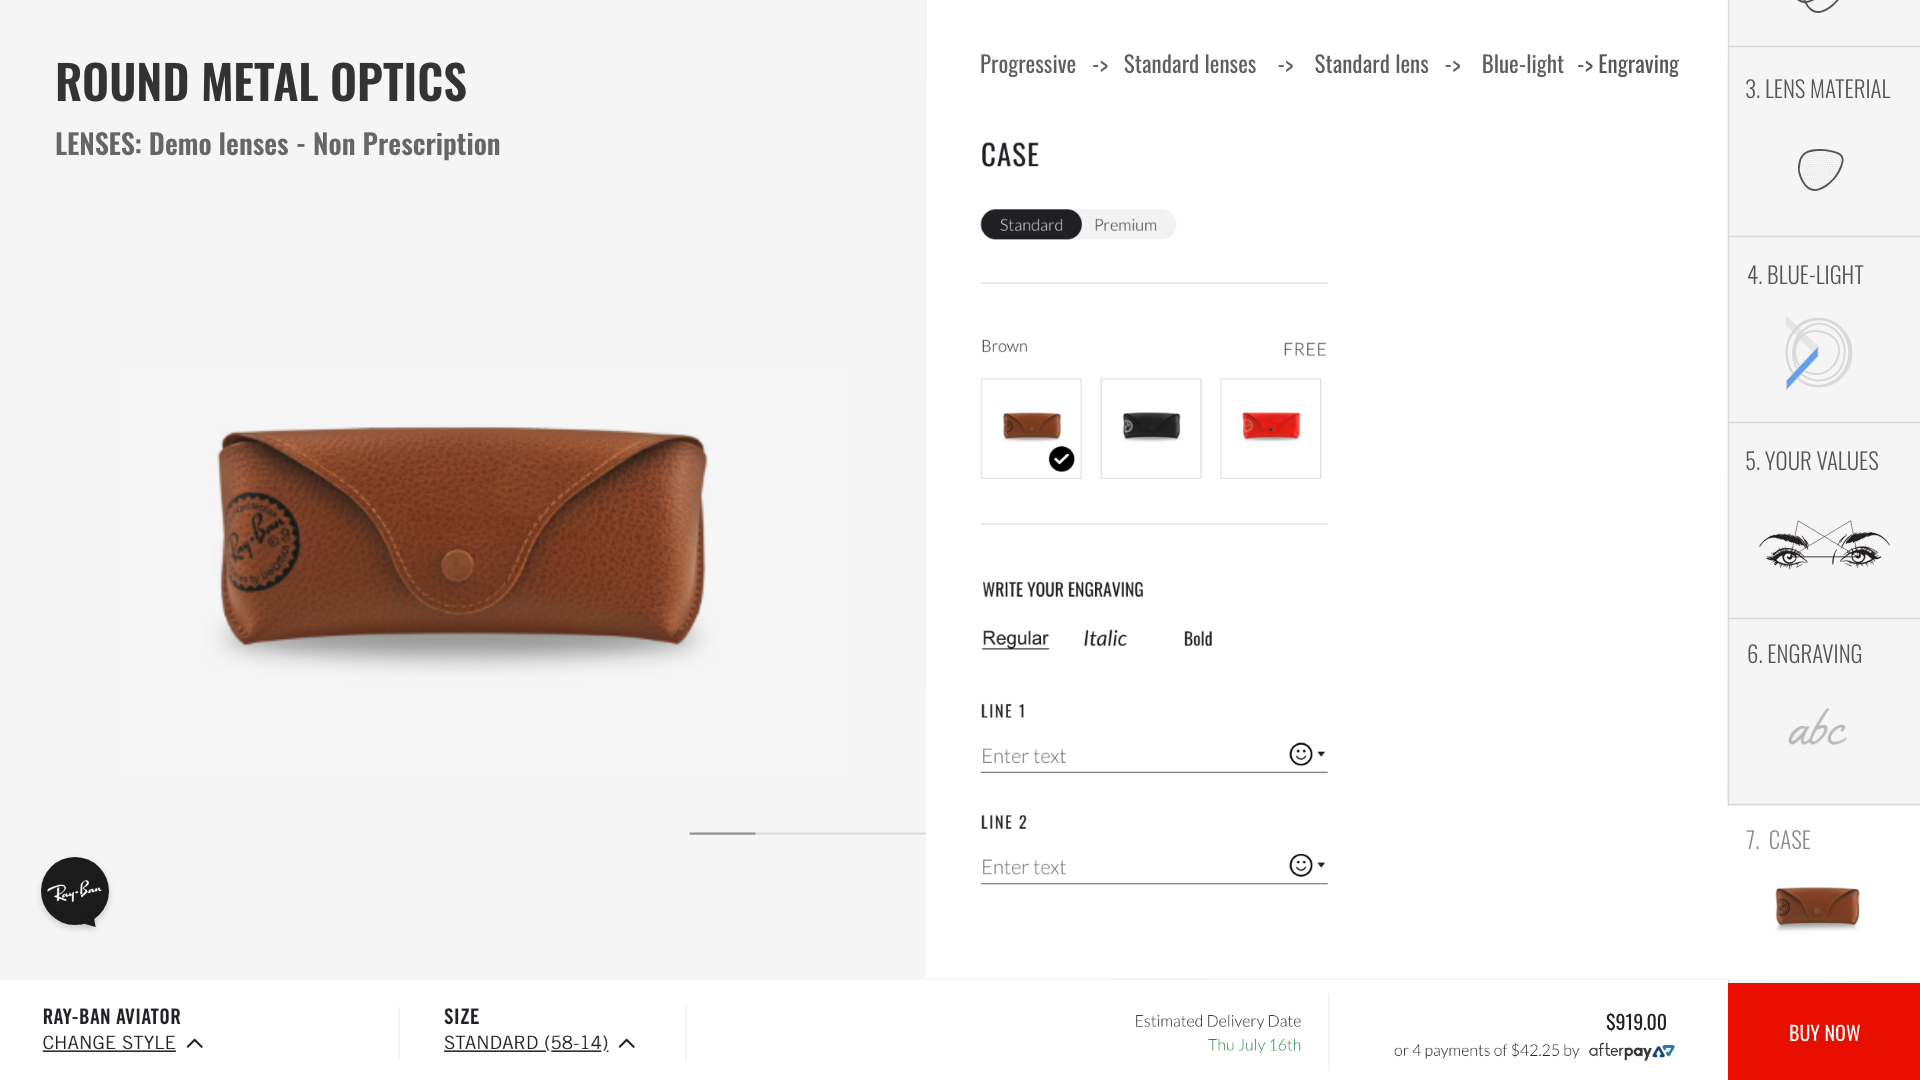 ROUND METAL OPTICS
LENSES: Demo lenses - Non Prescription
Ray-Ban
Ray-Ban
Progressive -> Standard lenses -> Standard lens -> Blue-light -> Engraving
CASE
Standard Premium
Brown FREE
WRITE YOUR ENGRAVING
Regular Italic Bold
LINE 1
Enter text
LINE 2
Enter text
3. LENS MATERIAL
4. BLUE-LIGHT
5. YOUR VALUES
6. ENGRAVING
abc
7. CASE
RAY-BAN AVIATOR
CHANGE STYLE
SIZE
STANDARD (58-14)
Estimated Delivery Date
Thu July 16th
$919.00
or 4 payments of $42.25 by afterpay
BUY NOW